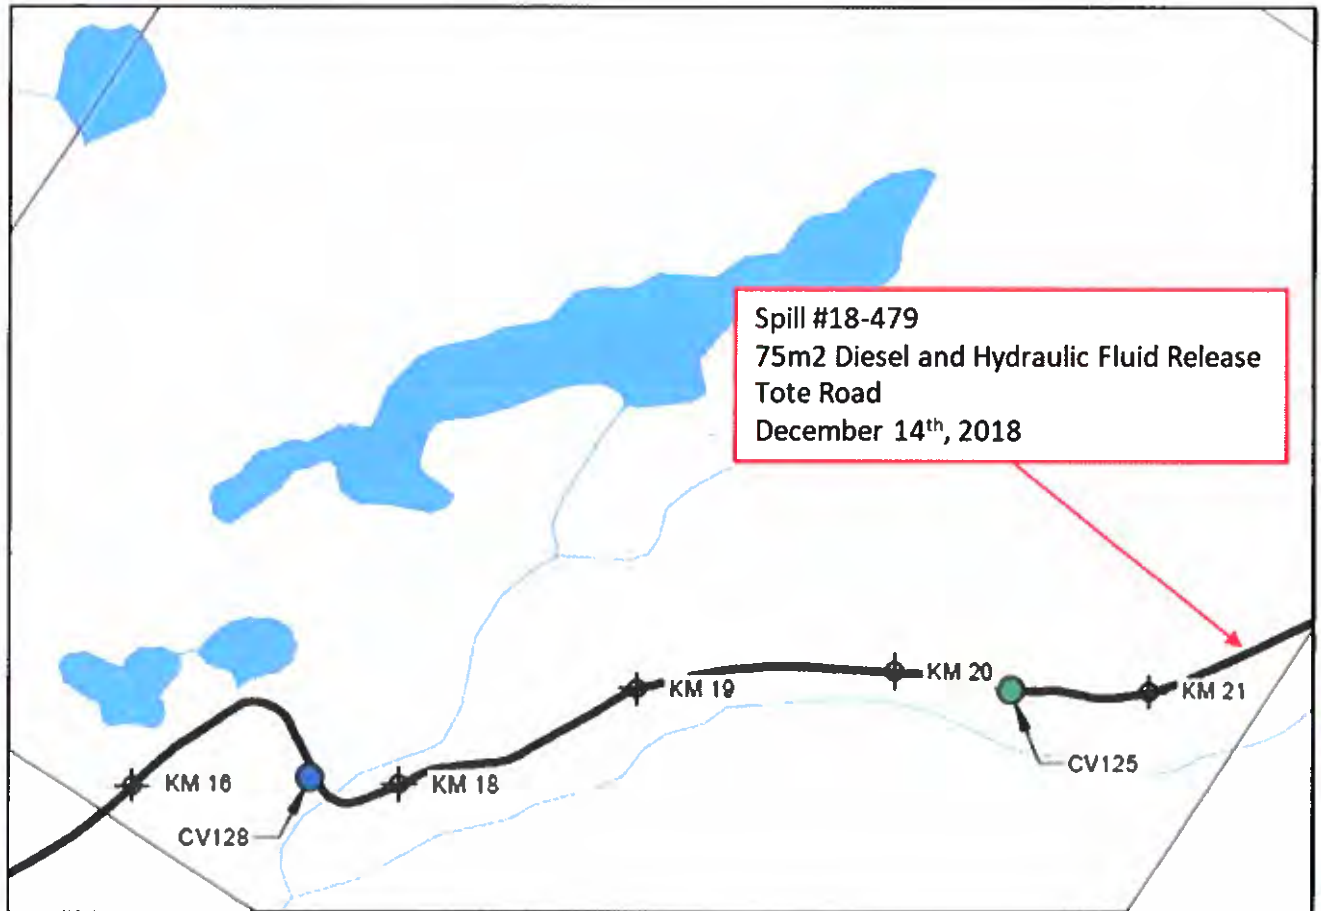 Spill #18-479
75m2 Diesel and Hydraulic Fluid Release
Tote Road
December 14th, 2018
KM 20
KM 19
KM 21
CV125
KM 16
KM 18
CV128